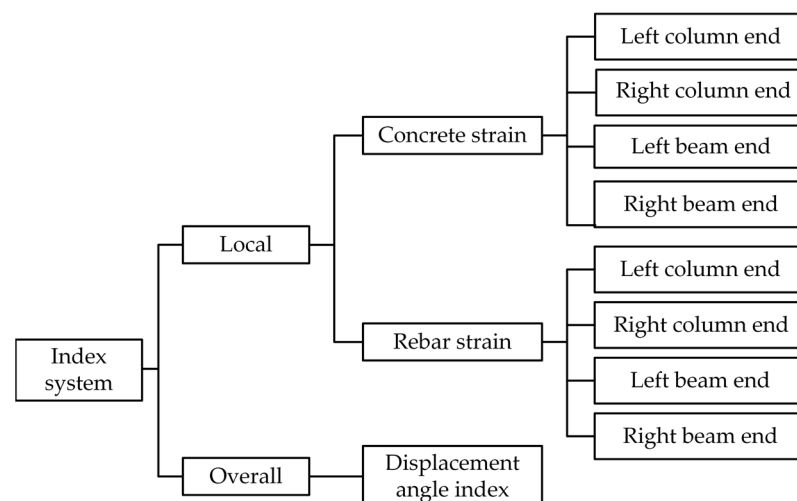 Index
system
Local
Overall
Concrete strain
Rebar strain
Displacement
angle index
Left column end
Right column end
Left beam end
Right beam end
Left column end
Right column end
Left beam end
Right beam end